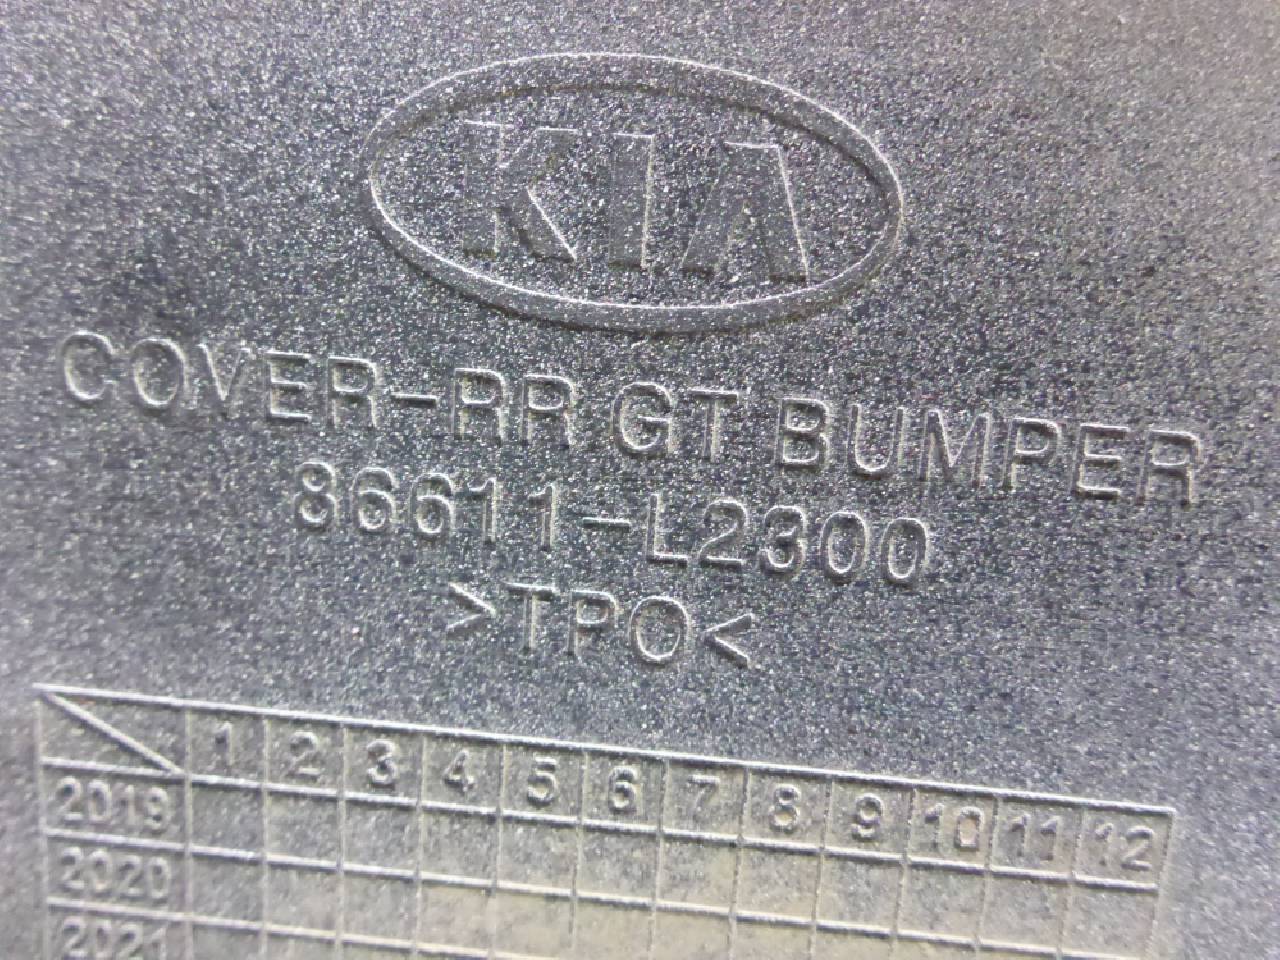 KIA
COVER-RR GT BUMPER
86611-L2300
>TPO<
1 2 3 4 5 6 7 8 9 10 11 12
2019
2020
2021